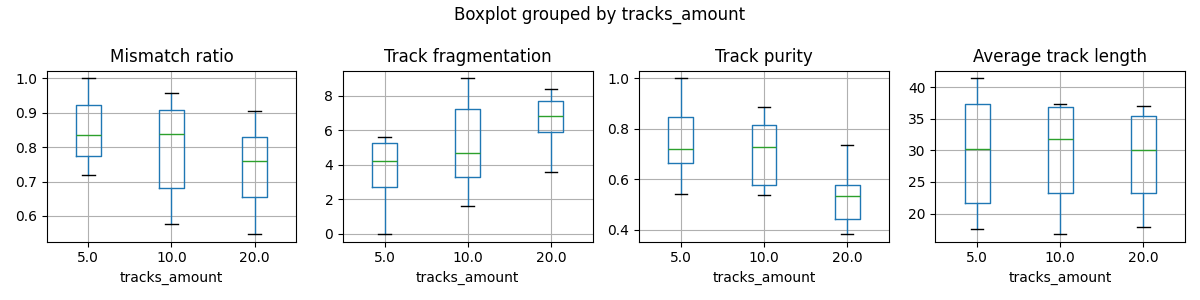 Boxplot grouped by tracks_amount
Mismatch ratio
1.0
0.9
0.8
0.7
0.6
5.0 10.0 20.0
tracks_amount
Track fragmentation
8
6
4
2
0
5.0 10.0 20.0
tracks_amount
Track purity
1.0
0.8
0.6
0.4
5.0 10.0 20.0
tracks_amount
Average track length
40
35
30
25
20
5.0 10.0 20.0
tracks_amount